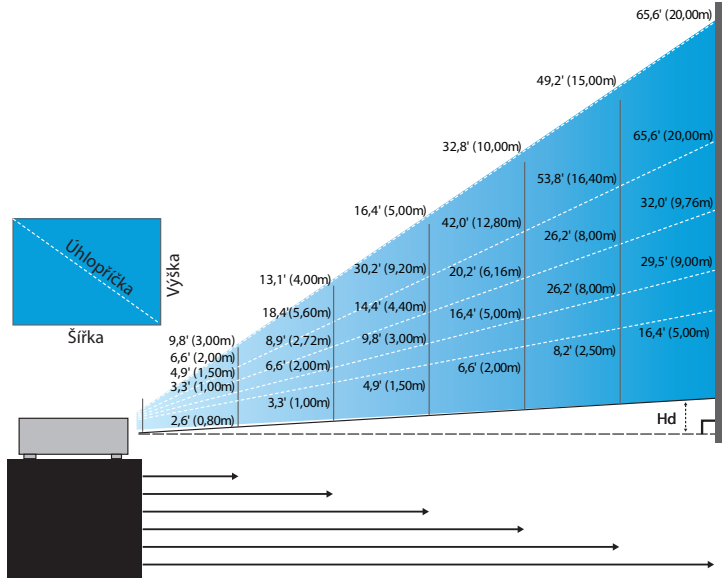 65,6' (20,00m)
49,2' (15,00m)
65,6' (20,00m)
32,8' (10,00m)
53,8' (16,40m)
32,0' (9,76m)
16,4' (5,00m)
42,0' (12,80m)
26,2' (8,00m)
29,5' (9,00m)
13,1' (4,00m)
30,2' (9,20m)
20,2' (6,16m)
26,2' (8,00m)
18,4'(5,60m)
14,4' (4,40m)
16,4' (5,00m)
16,4' (5,00m)
9,8' (3,00m)
8,9' (2,72m)
9,8' (3,00m)
8,2' (2,50m)
6,6' (2,00m)
6,6' (2,00m)
6,6' (2,00m)
4,9' (1,50m)
4,9' (1,50m)
3,3' (1,00m)
3,3' (1,00m)
2,6' (0,80m)
Úhlopříčka
Výška
Šířka
Hd